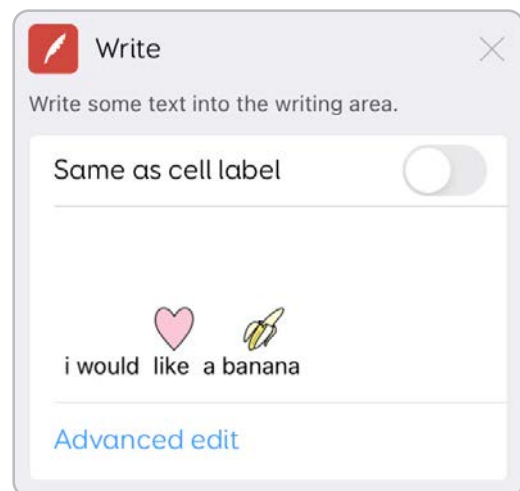 Write
Write some text into the writing area.
Same as cell label
i would like a banana
Advanced edit